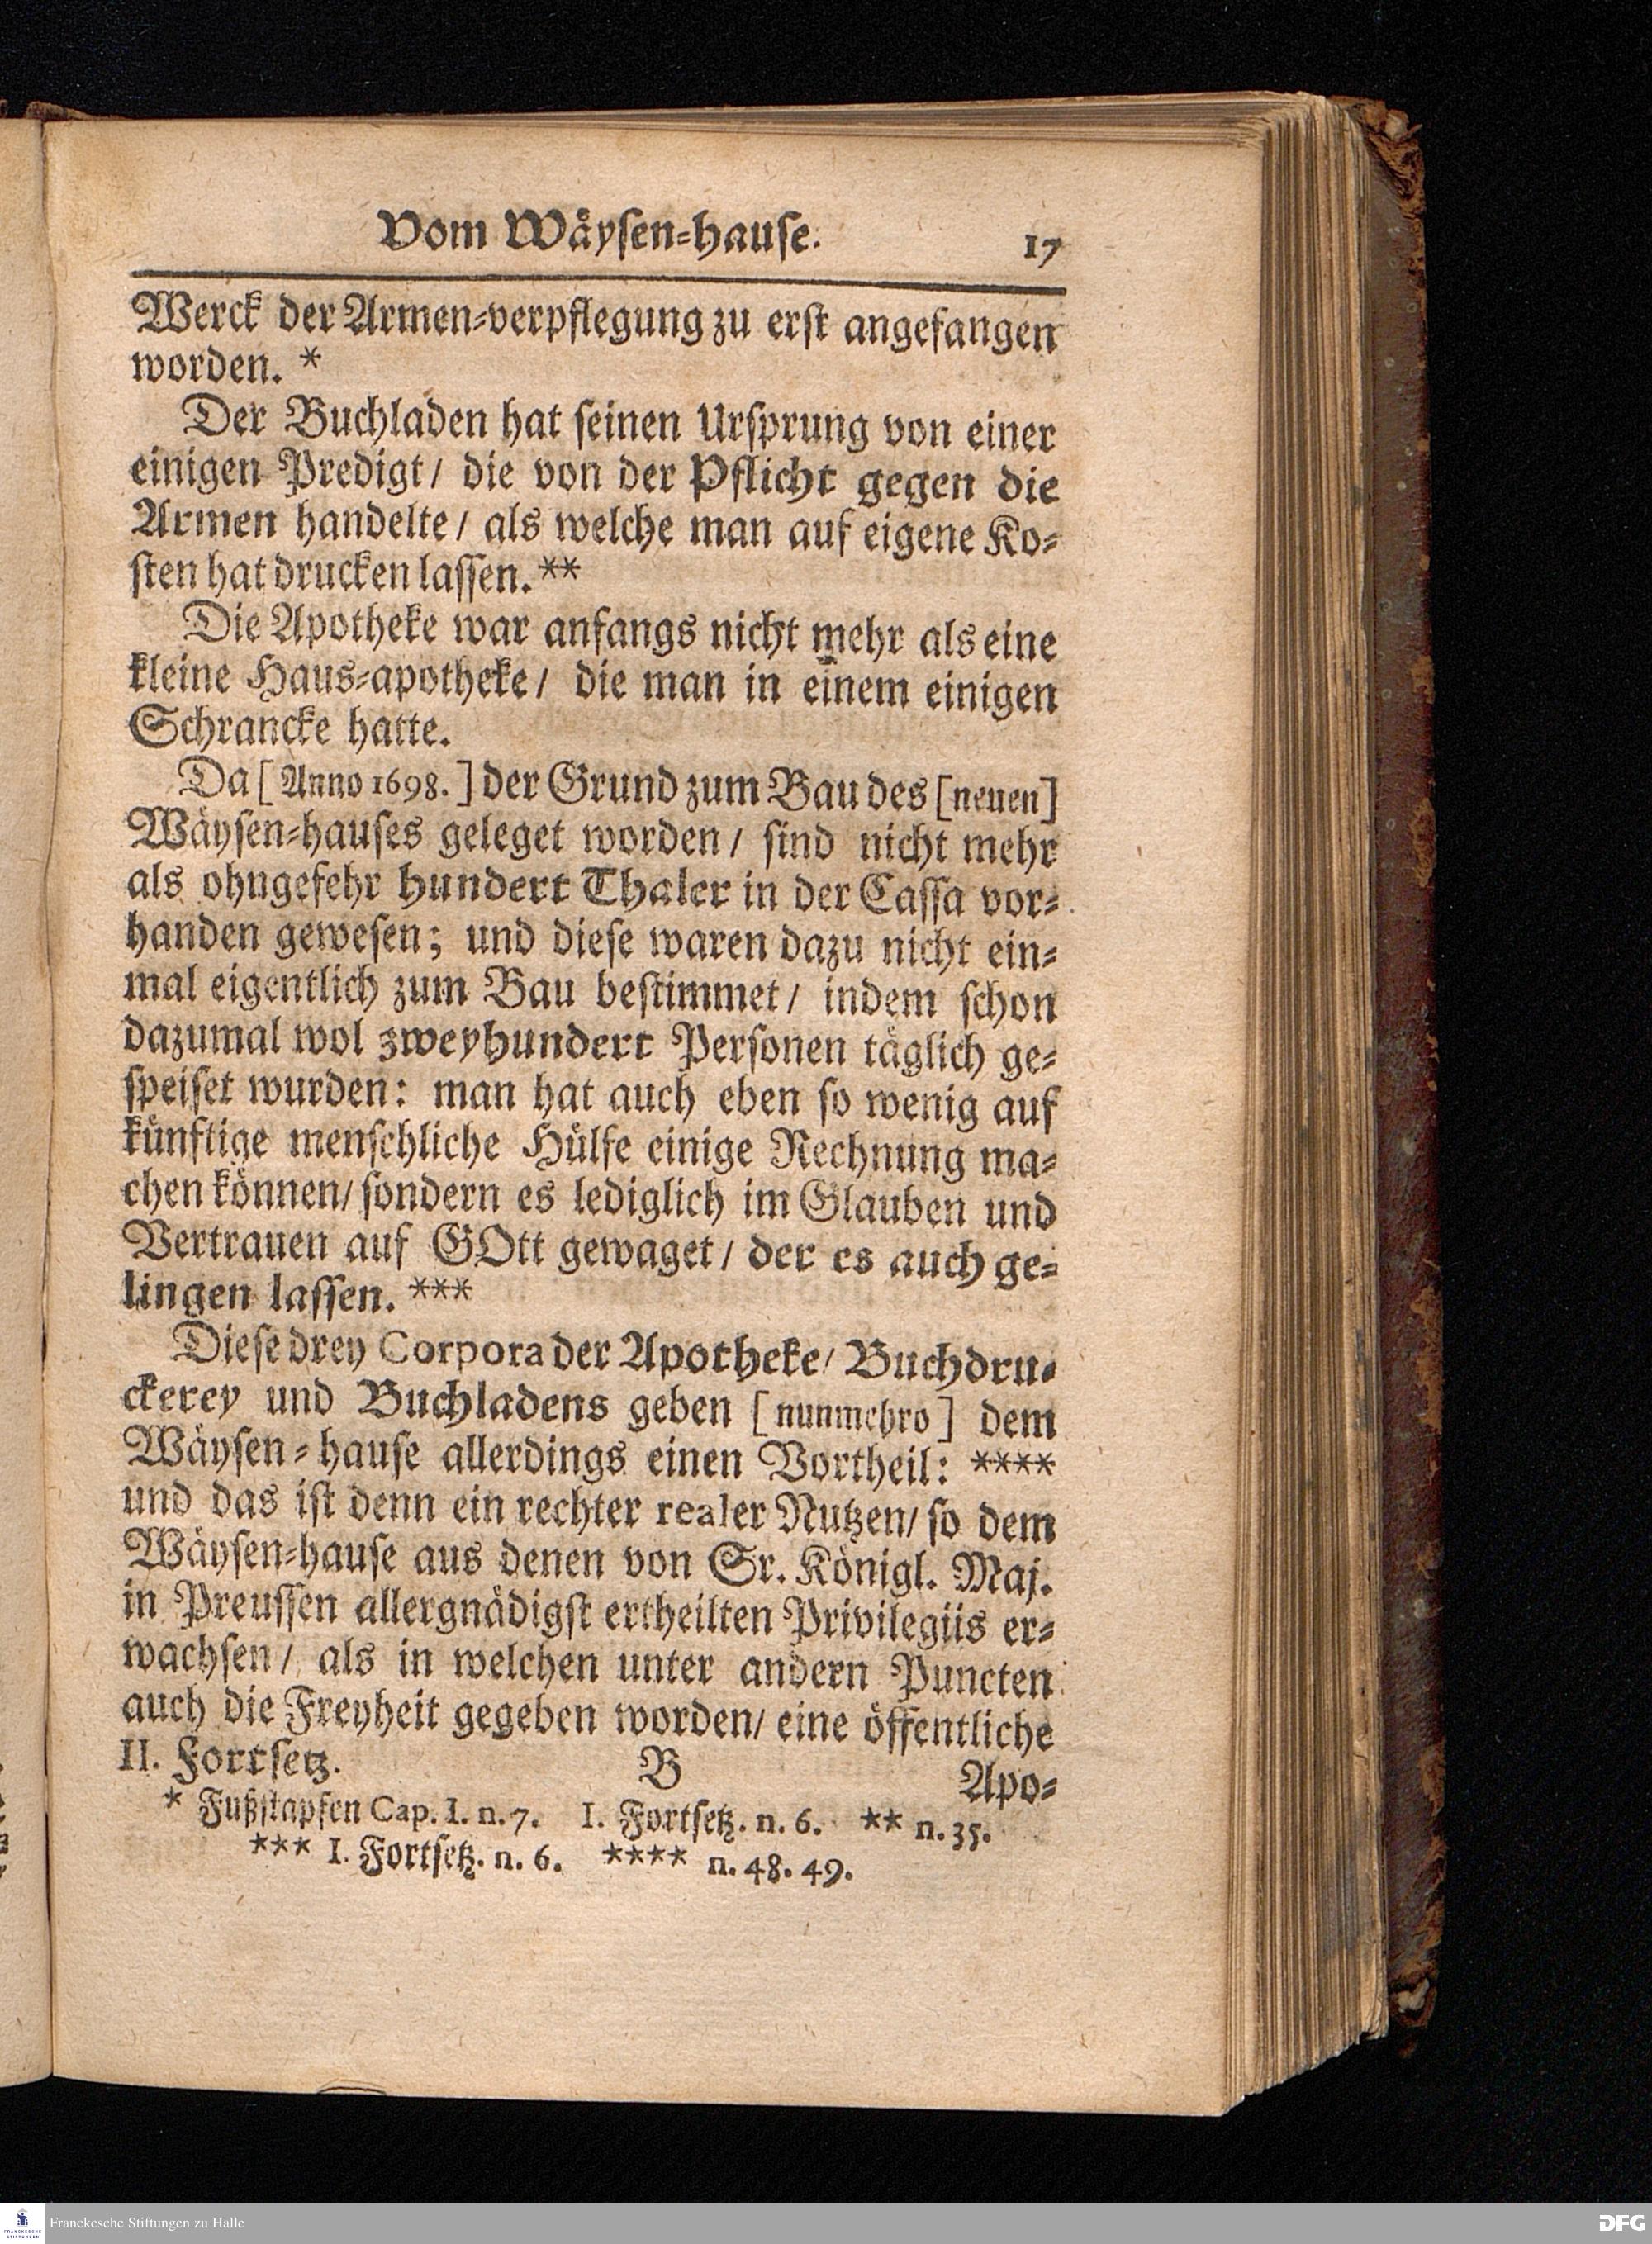 Vom Wäysen-hause. 17
Werck der Armen-verpflegung zu erst angefangen
worden. *
Der Buchladen hat seinen Ursprung von einer
einigen Predigt/ die von der Pflicht gegen die
Armen handelte/ als welche man auf eigene Ko-
sten hat drucken lassen. **
Die Apotheke war anfangs nicht mehr als eine
kleine Haus-apotheke/ die man in einem einigen
Schrancke hatte.
Da [Anno 1698.] der Grund zum Bau des [neuen]
Wäysen-hauses geleget worden/ sind nicht mehr
als ohngefehr hundert Thaler in der Cassa vor-
handen gewesen; und diese waren dazu nicht ein-
mal eigentlich zum Bau bestimmet/ indem schon
dazumal wol zweyhundert Personen täglich ge-
speiset wurden: man hat auch eben so wenig auf
künftige menschliche Hülfe einige Rechnung ma-
chen können/ sondern es lediglich im Glauben und
Vertrauen auf GOtt gewaget/ der es auch ge-
lingen lassen. ***
Diese drey Corpora der Apotheke/ Buchdru-
ckerey und Buchladens geben [nunmehro] dem
Wäysen-hause allerdings einen Vortheil: ****
und das ist denn ein rechter realer Nutzen/ so dem
Wäysen-hause aus denen von Sr. Königl. Maj.
in Preussen allergnädigst ertheilten Privilegiis er-
wachsen/ als in welchen unter andern Puncten
auch die Freyheit gegeben worden/ eine öffentliche
II. Fortsetz. B Apo-
* Fußstapfen Cap. I. n. 7. I. Fortsetz. n. 6. ** n. 35.
*** I. Fortsetz. n. 6. **** n. 48. 49.
FRANCKESCHE
STIFTUNGEN
Franckesche Stiftungen zu Halle
DFG